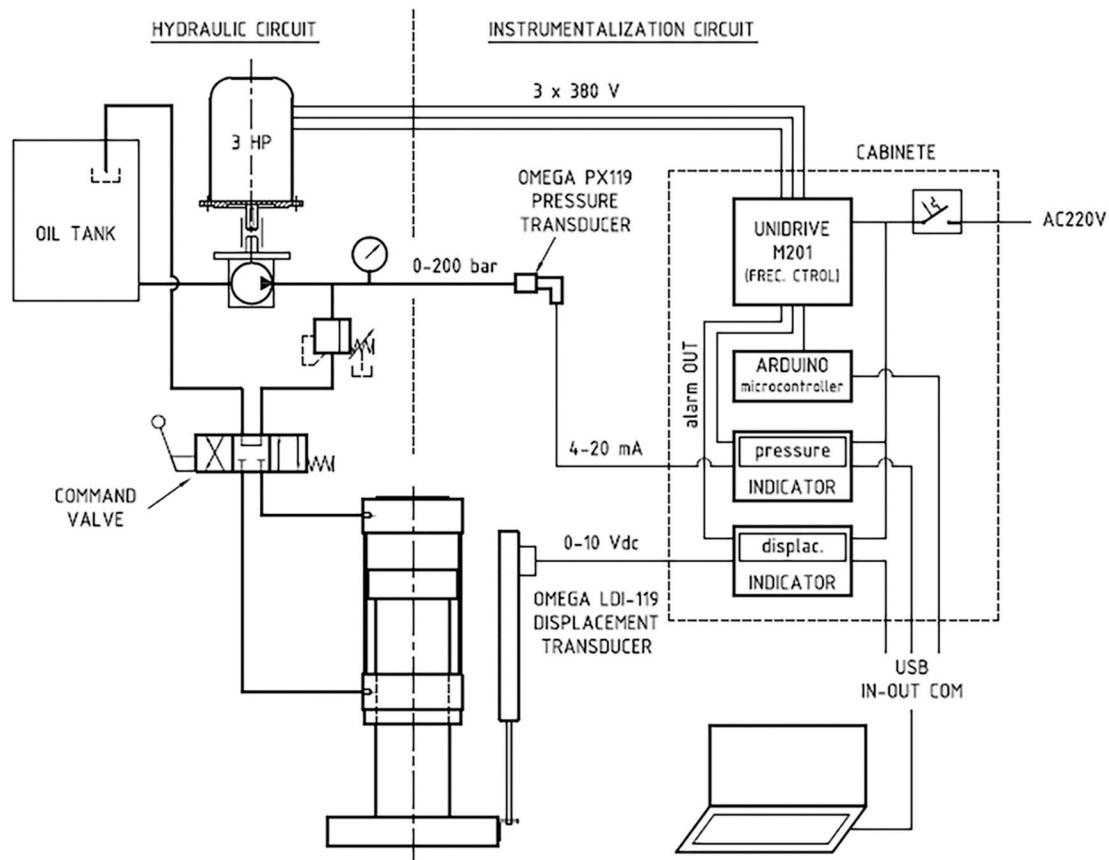 HYDRAULIC CIRCUIT
INSTRUMENTALIZATION CIRCUIT
3 x 380 V
3 HP
CABINETE
OMEGA PX119
PRESSURE
TRANSDUCER
OIL TANK
UNIDRIVE
M201
(FREC. CTROL)
AC220V
0-200 bar
alarm OUT
ARDUINO
microcontroller
4-20 mA
pressure
INDICATOR
COMMAND
VALVE
0-10 Vdc
displac.
INDICATOR
OMEGA LDI-119
DISPLACEMENT
TRANSDUCER
USB
IN-OUT COM